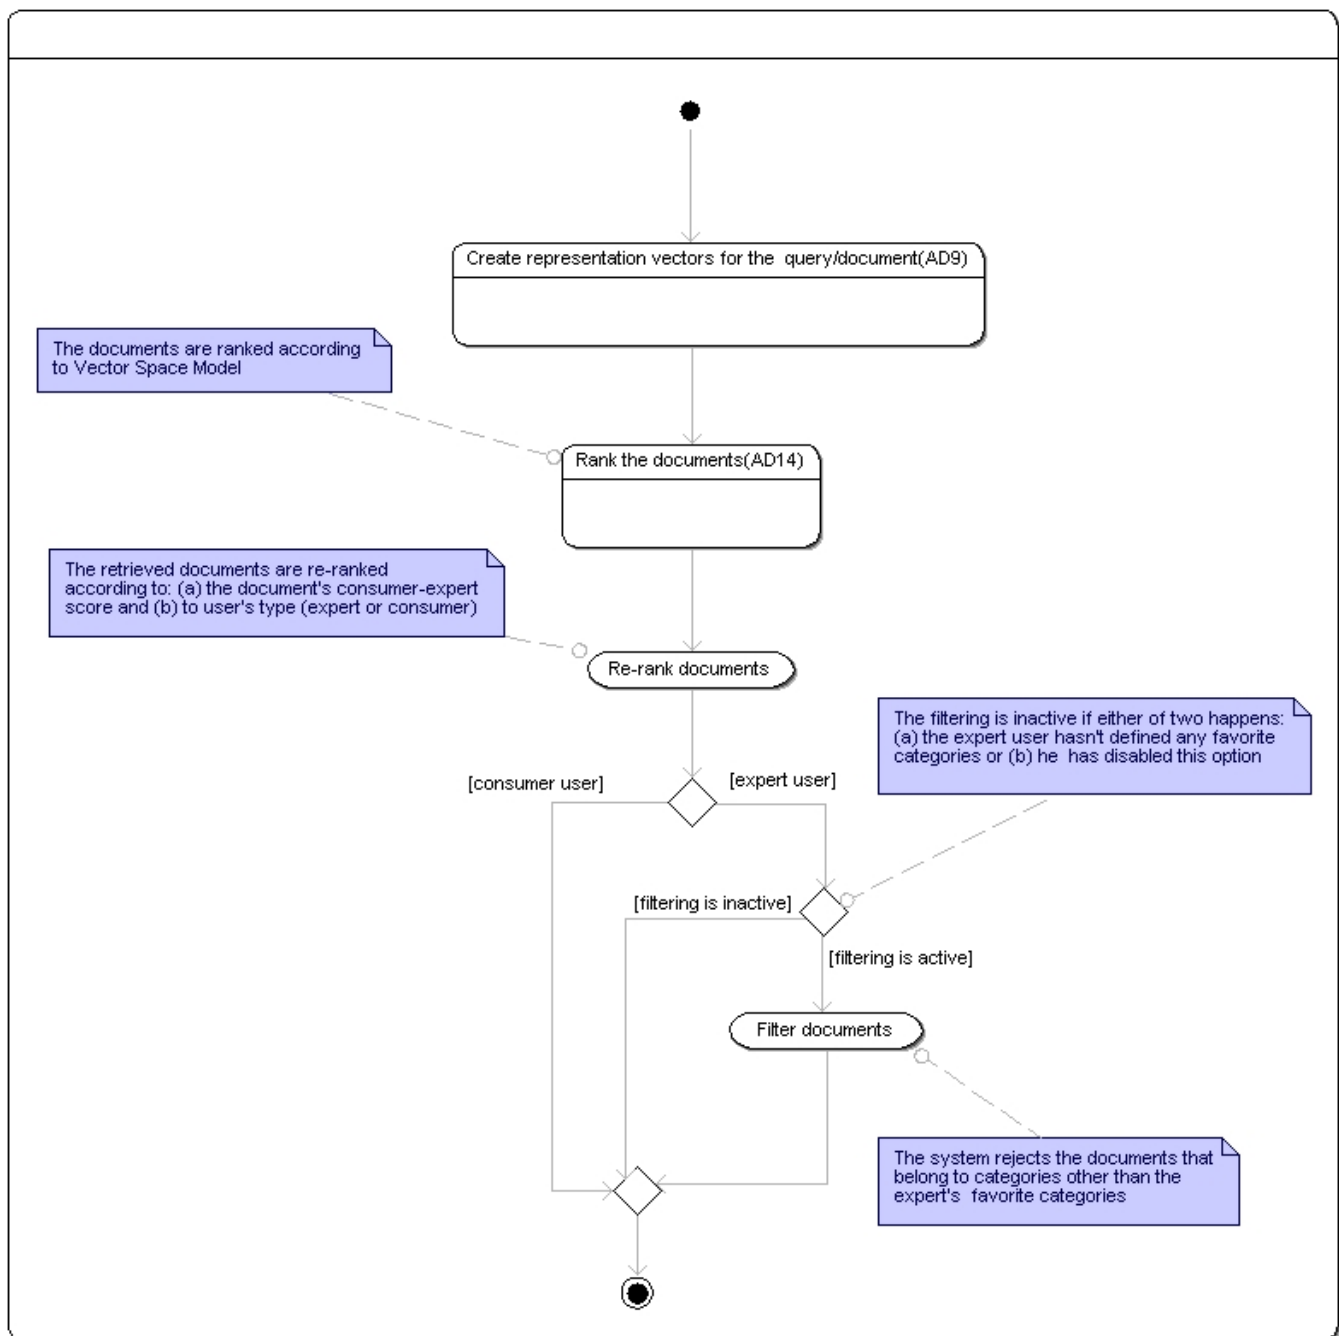 Create representation vectors for the  query/document(AD9)
The documents are ranked according
to Vector Space Model
Rank the documents(AD14)
The retrieved documents are re-ranked
according to: (a) the document's consumer-expert
score and (b) to user's type (expert or consumer)
Re-rank documents
The filtering is inactive if either of two happens:
(a) the expert user hasn't defined any favorite
categories or (b) he  has disabled this option
[consumer user]
[expert user]
[filtering is inactive]
[filtering is active]
Filter documents
The system rejects the documents that
belong to categories other than the
expert's  favorite categories